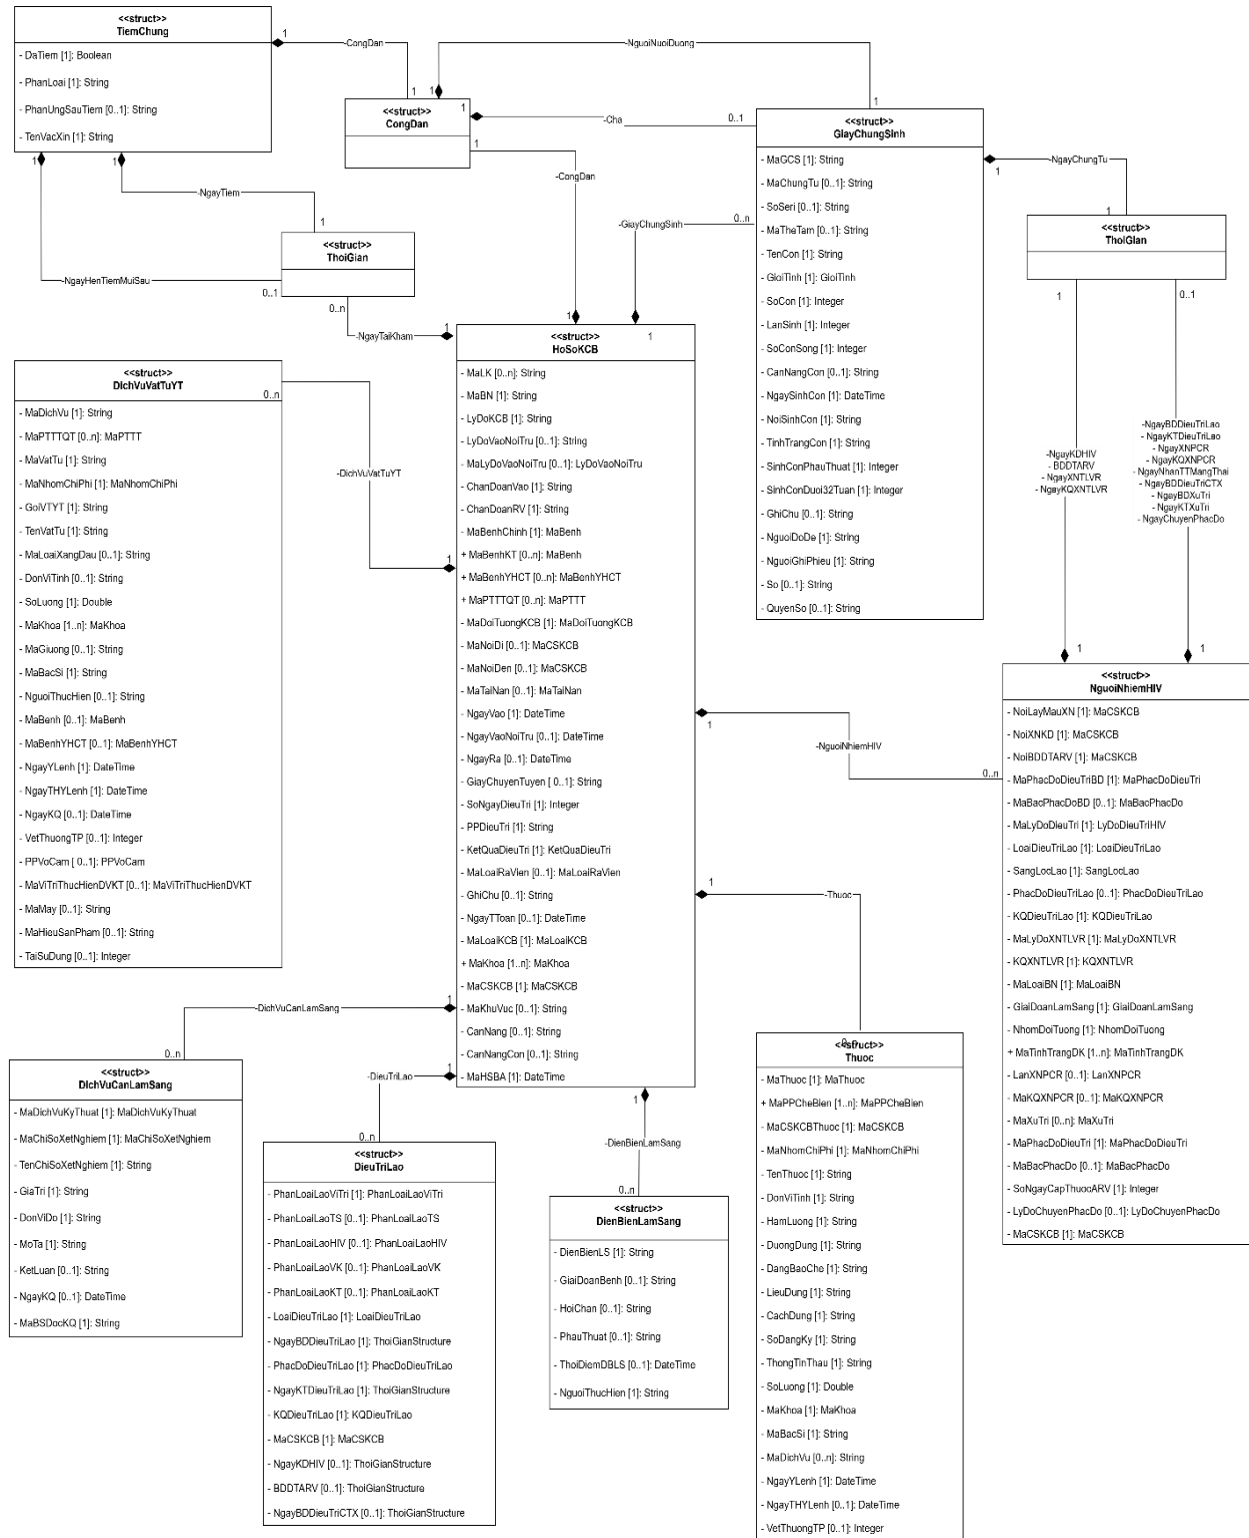 <<struct>>
TiemChung
- DaTiem [1]: Boolean
- PhanLoai [1]: String
- PhanUngSauTiem [0..1]: String
- TenVacXin [1]: String
1
-CongDan
1
-NguoiNuoiDuong
1
1
<<struct>>
CongDan
1
-Cha
0..1
1
-CongDan
1
1
-NgayTiem
1
1
-NgayHenTiemMuiSau
0..1
<<struct>>
ThoiGian
0..n
-NgayTaiKham
1
-GiayChungSinh
0..n
1
1
<<struct>>
GiayChungSinh
- MaGCS [1]: String
- MaChungTu [0..1]: String
- SoSeri [0..1]: String
- MaTheTam [0..1]: String
- TenCon [1]: String
- GioiTinh [1]: GioiTinh
- SoCon [1]: Integer
- LanSinh [1]: Integer
- SoConSong [1]: Integer
- CanNangCon [0..1]: String
- NgaySinhCon [1]: DateTime
- NoiSinhCon [1]: String
- TinhTrangCon [1]: String
- SinhConPhauThuat [1]: Integer
- SinhConDuoi32Tuan [1]: Integer
- GhiChu [0..1]: String
- NguoiDoDe [1]: String
- NguoiGhiPhieu [1]: String
- So [0..1]: String
- QuyenSo [0..1]: String
1
-NgayChungTu
1
<<struct>>
ThoiGian
1
0..1
-NgayKDHIV
- BDDTARV
- NgayXNTLVR
- NgayKQXNTLVR
-NgayBDDieuTriLao
- NgayKTDieuTriLao
- NgayXNPCR
- NgayKQXNPCR
- NgayNhanTTMangThai
- NgayBDDieuTriCTX
- NgayBDXuTri
- NgayKTXuTri
- NgayChuyenPhacDo
1
1
<<struct>>
HoSoKCB
- MaLK [0..n]: String
- MaBN [1]: String
- LyDoKCB [1]: String
- LyDoVaoNoiTru [0..1]: String
- MaLyDoVaoNoiTru [0..1]: LyDoVaoNoiTru
- ChanDoanVao [1]: String
- ChanDoanRV [1]: String
- MaBenhChinh [1]: MaBenh
+ MaBenhKT [0..n]: MaBenh
+ MaBenhYHCT [0..n]: MaBenhYHCT
+ MaPTTTQT [0..n]: MaPTTT
- MaDoiTuongKCB [1]: MaDoiTuongKCB
- MaNoiDi [0..1]: MaCSKCB
- MaNoiDen [0..1]: MaCSKCB
- MaTaiNan [0..1]: MaTaiNan
- NgayVao [1]: DateTime
- NgayVaoNoiTru [0..1]: DateTime
- NgayRa [0..1]: DateTime
- GiayChuyenTuyen [ 0..1]: String
- SoNgayDieuTri [1]: Integer
- PPDieuTri [1]: String
- KetQuaDieuTri [1]: KetQuaDieuTri
- MaLoaiRaVien [0..1]: MaLoaiRaVien
- GhiChu [0..1]: String
- NgayTToan [0..1]: DateTime
- MaLoaiKCB [1]: MaLoaiKCB
+ MaKhoa [1..n]: MaKhoa
- MaCSKCB [1]: MaCSKCB
- MaKhuVuc [0..1]: String
- CanNang [0..1]: String
- CanNangCon [0..1]: String
- MaHSBA [1]: DateTime
<<struct>>
DichVuVatTuYT
0..n
- MaDichVu [1]: String
- MaPTTTQT [0..n]: MaPTTT
- MaVatTu [1]: String
- MaNhomChiPhi [1]: MaNhomChiPhi
- GoiVTYT [1]: String
- TenVatTu [1]: String
- MaLoaiXangDau [0..1]: String
- DonViTinh [0..1]: String
- SoLuong [1]: Double
- MaKhoa [1..n]: MaKhoa
- MaGiuong [0..1]: String
- MaBacSi [1]: String
- NguoiThucHien [0..1]: String
- MaBenh [0..1]: MaBenh
- MaBenhYHCT [0..1]: MaBenhYHCT
- NgayYLenh [1]: DateTime
- NgayTHYLenh [1]: DateTime
- NgayKQ [0..1]: DateTime
- VetThuongTP [0..1]: Integer
- PPVoCam [ 0..1]: PPVoCam
- MaViTriThucHienDVKT [0..1]: MaViTriThucHienDVKT
- MaMay [0..1]: String
- MaHieuSanPham [0..1]: String
- TaiSuDung [0..1]: Integer
-DichVuVatTuYT
1
1
-NguoiNhiemHIV
0..n
<<struct>>
NguoiNhiemHIV
- NoiLayMauXN [1]: MaCSKCB
- NoiXNKD [1]: MaCSKCB
- NoiBDDTARV [1]: MaCSKCB
- MaPhacDoDieuTriBD [1]: MaPhacDoDieuTri
- MaBacPhacDoBD [0..1]: MaBacPhacDo
- MaLyDoDieuTri [1]: LyDoDieuTriHIV
- LoaiDieuTriLao [1]: LoaiDieuTriLao
- SangLocLao [1]: SangLocLao
- PhacDoDieuTriLao [0..1]: PhacDoDieuTriLao
- KQDieuTriLao [0..1]: KQDieuTriLao
- MaLyDoXNTLVR [1]: MaLyDoXNTLVR
- KQXNTLVR [1]: KQXNTLVR
- MaLoaiBN [1]: MaLoaiBN
- GiaiDoanLamSang [1]: GiaiDoanLamSang
- NhomDoiTuong [1]: NhomDoiTuong
+ MaTinhTrangDK [1..n]: MaTinhTrangDK
- LanXNPCR [0..1]: LanXNPCR
- MaKQXNPCR [0..1]: MaKQXNPCR
- MaXuTri [0..n]: MaXuTri
- MaPhacDoDieuTri [1]: MaPhacDoDieuTri
- MaBacPhacDo [0..1]: MaBacPhacDo
- SoNgayCapThuocARV [1]: Integer
- LyDoChuyenPhacDo [0..1]: LyDoChuyenPhacDo
- MaCSKCB [1]: MaCSKCB
1
-Thuoc
<<struct>>
Thuoc
- MaThuoc [1]: MaThuoc
+ MaPPCheBien [1..n]: MaPPCheBien
- MaCSKCBThuoc [1]: MaCSKCB
- MaNhomChiPhi [1]: MaNhomChiPhi
- TenThuoc [1]: String
- DonViTinh [1]: String
- HamLuong [1]: String
- DuongDung [1]: String
- DangBaoChe [1]: String
- LieuDung [1]: String
- CachDung [1]: String
- SoDangKy [1]: String
- ThongTinThau [1]: String
- SoLuong [1]: Double
- MaKhoa [1]: MaKhoa
- MaBacSi [1]: String
- MaDichVu [0..n]: String
- NgayYLenh [1]: DateTime
- NgayTHYLenh [0..1]: DateTime
- VetThuongTP [0..1]: Integer
-DichVuCanLamSang
1
0..n
<<struct>>
DichVuCanLamSang
- MaDichVuKyThuat [1]: MaDichVuKyThuat
- MaChiSoXetNghiem [1]: MaChiSoXetNghiem
- TenChiSoXetNghiem [1]: String
- GiaTri [1]: String
- DonViDo [1]: String
- MoTa [1]: String
- KetLuan [0..1]: String
- NgayKQ [0..1]: DateTime
- MaBSDocKQ [1]: String
-DieuTriLao
1
0..n
<<struct>>
DieuTriLao
- PhanLoaiLaoViTri [1]: PhanLoaiLaoViTri
- PhanLoaiLaoTS [0..1]: PhanLoaiLaoTS
- PhanLoaiLaoHIV [0..1]: PhanLoaiLaoHIV
- PhanLoaiLaoVK [0..1]: PhanLoaiLaoVK
- PhanLoaiLaoKT [0..1]: PhanLoaiLaoKT
- LoaiDieuTriLao [1]: LoaiDieuTriLao
- NgayBDDieuTriLao [1]: ThoiGianStructure
- PhacDoDieuTriLao [1]: PhacDoDieuTriLao
- NgayKTDieuTriLao [1]: ThoiGianStructure
- KQDieuTriLao [1]: KQDieuTriLao
- MaCSKCB [1]: MaCSKCB
- NgayKDHIV [0..1]: ThoiGianStructure
- BDDTARV [0..1]: ThoiGianStructure
- NgayBDDieuTriCTX [0..1]: ThoiGianStructure
1
-DienBienLamSang
0..n
<<struct>>
DienBienLamSang
- DienBienLS [1]: String
- GiaiDoanBenh [0..1]: String
- HoiChan [0..1]: String
- PhauThuat [0..1]: String
- ThoiDiemDBLS [0..1]: DateTime
- NguoiThucHien [1]: String